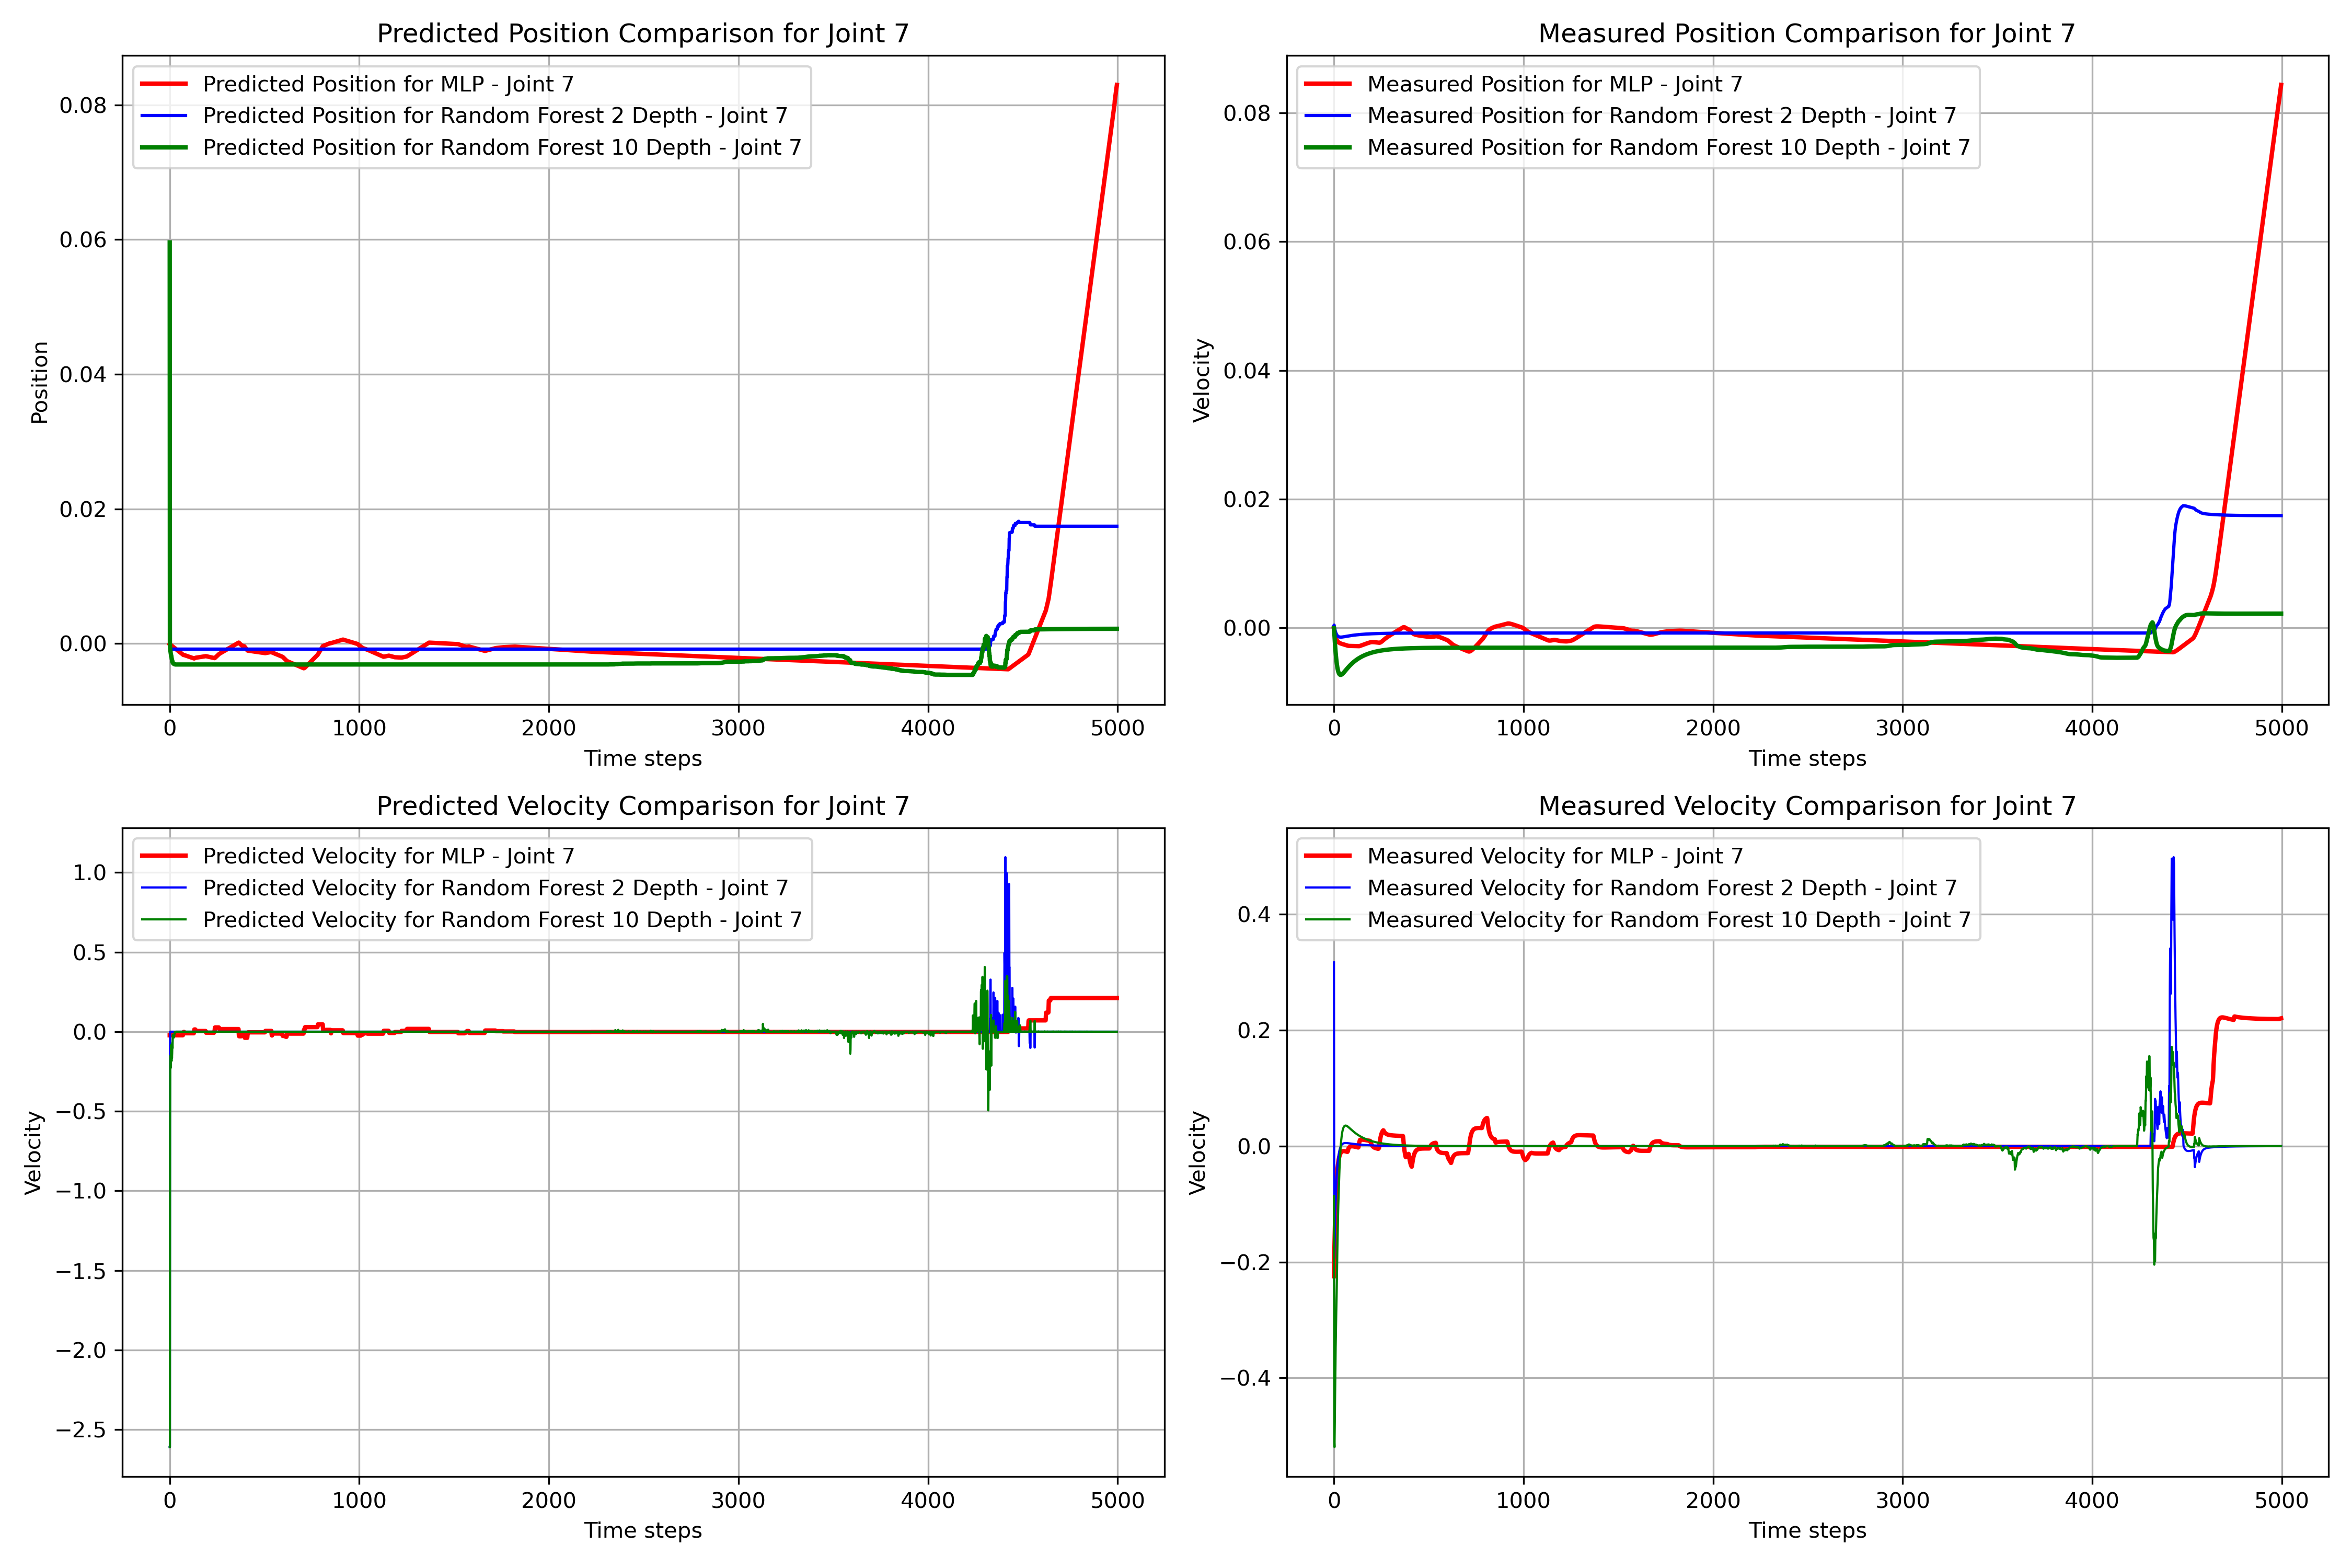 Predicted Position Comparison for Joint 7
Predicted Position for MLP - Joint 7
Predicted Position for Random Forest 2 Depth - Joint 7
Predicted Position for Random Forest 10 Depth - Joint 7
0.08
0.06
0.04
0.02
0.00
Position
0 1000 2000 3000 4000 5000
Time steps
Measured Position Comparison for Joint 7
Measured Position for MLP - Joint 7
Measured Position for Random Forest 2 Depth - Joint 7
Measured Position for Random Forest 10 Depth - Joint 7
0.08
0.06
0.04
0.02
0.00
Velocity
0 1000 2000 3000 4000 5000
Time steps
Predicted Velocity Comparison for Joint 7
Predicted Velocity for MLP - Joint 7
Predicted Velocity for Random Forest 2 Depth - Joint 7
Predicted Velocity for Random Forest 10 Depth - Joint 7
1.0
0.5
0.0
−0.5
−1.0
−1.5
−2.0
−2.5
Velocity
0 1000 2000 3000 4000 5000
Time steps
Measured Velocity Comparison for Joint 7
Measured Velocity for MLP - Joint 7
Measured Velocity for Random Forest 2 Depth - Joint 7
Measured Velocity for Random Forest 10 Depth - Joint 7
0.4
0.2
0.0
−0.2
−0.4
Velocity
0 1000 2000 3000 4000 5000
Time steps